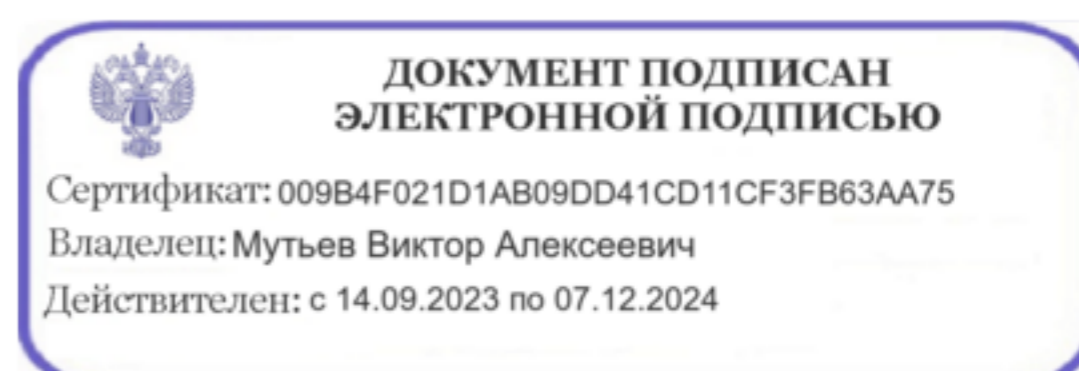 ДОКУМЕНТ ПОДПИСАН
ЭЛЕКТРОННОЙ ПОДПИСЬЮ
Сертификат: 009B4F021D1AB09DD41CD11CF3FB63AA75
Владелец: Мутьев Виктор Алексеевич
Действителен: с 14.09.2023 по 07.12.2024